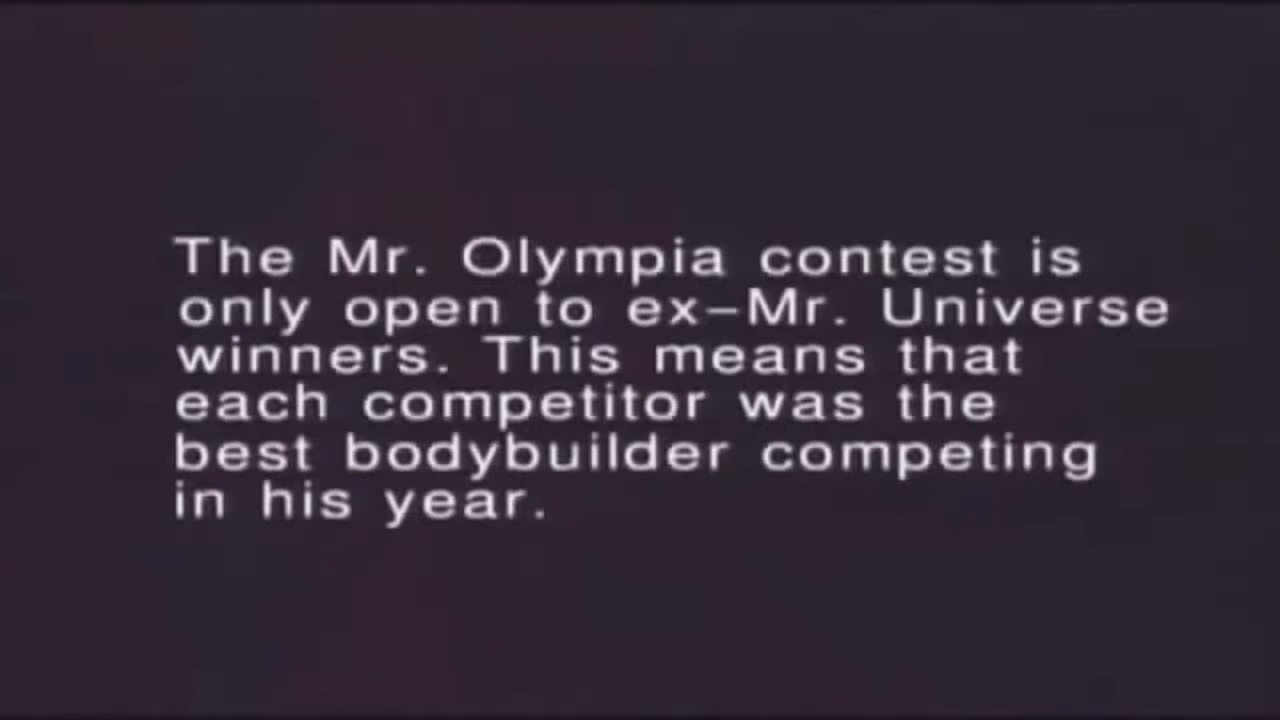 The Mr. Olympia contest is
only open to ex–Mr. Universe
winners. This means that
each competitor was the
best bodybuilder competing
in his year.